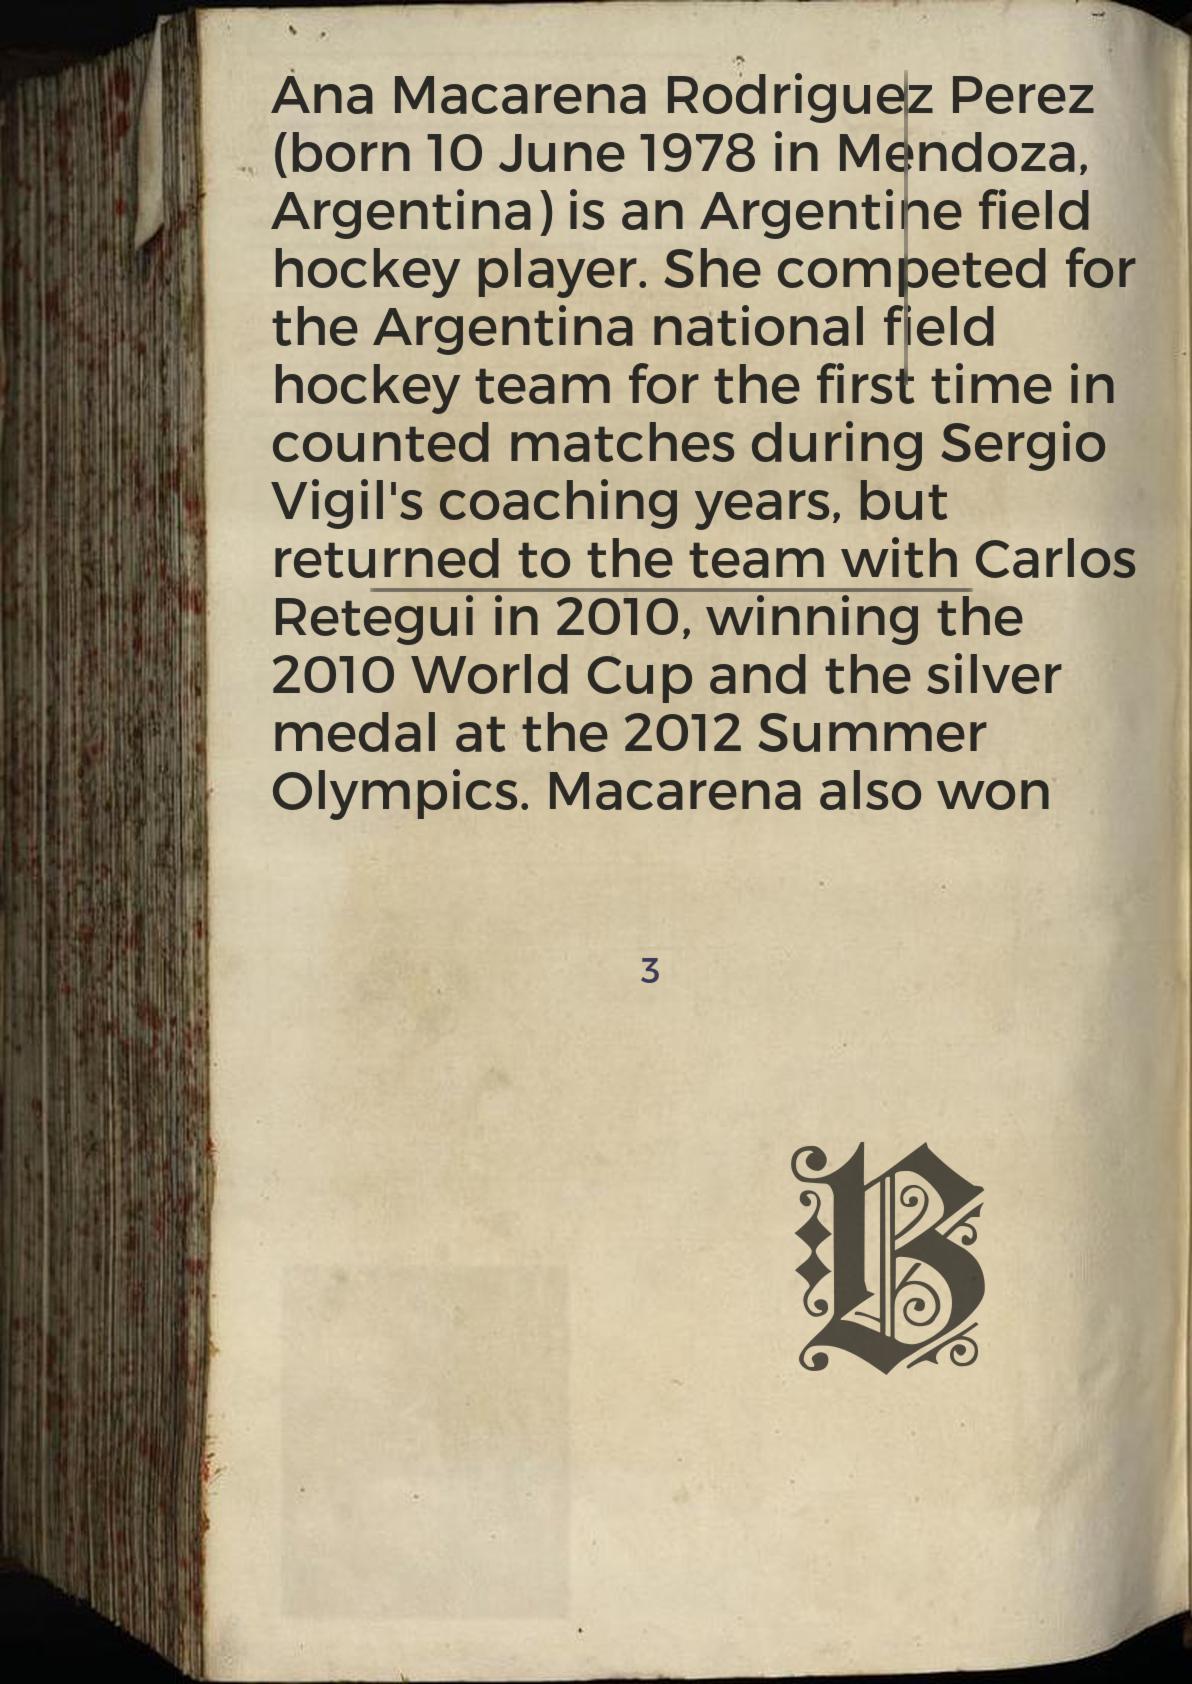 Ana Macarena Rodriguez Perez
(born 10 June 1978 in Mendoza,
Argentina) is an Argentine field
hockey player. She competed for
the Argentina national field
hockey team for the first time in
counted matches during Sergio
Vigil's coaching years, but
returned to the team with Carlos
Retegui in 2010, winning the
2010 World Cup and the silver
medal at the 2012 Summer
Olympics. Macarena also won
3
B